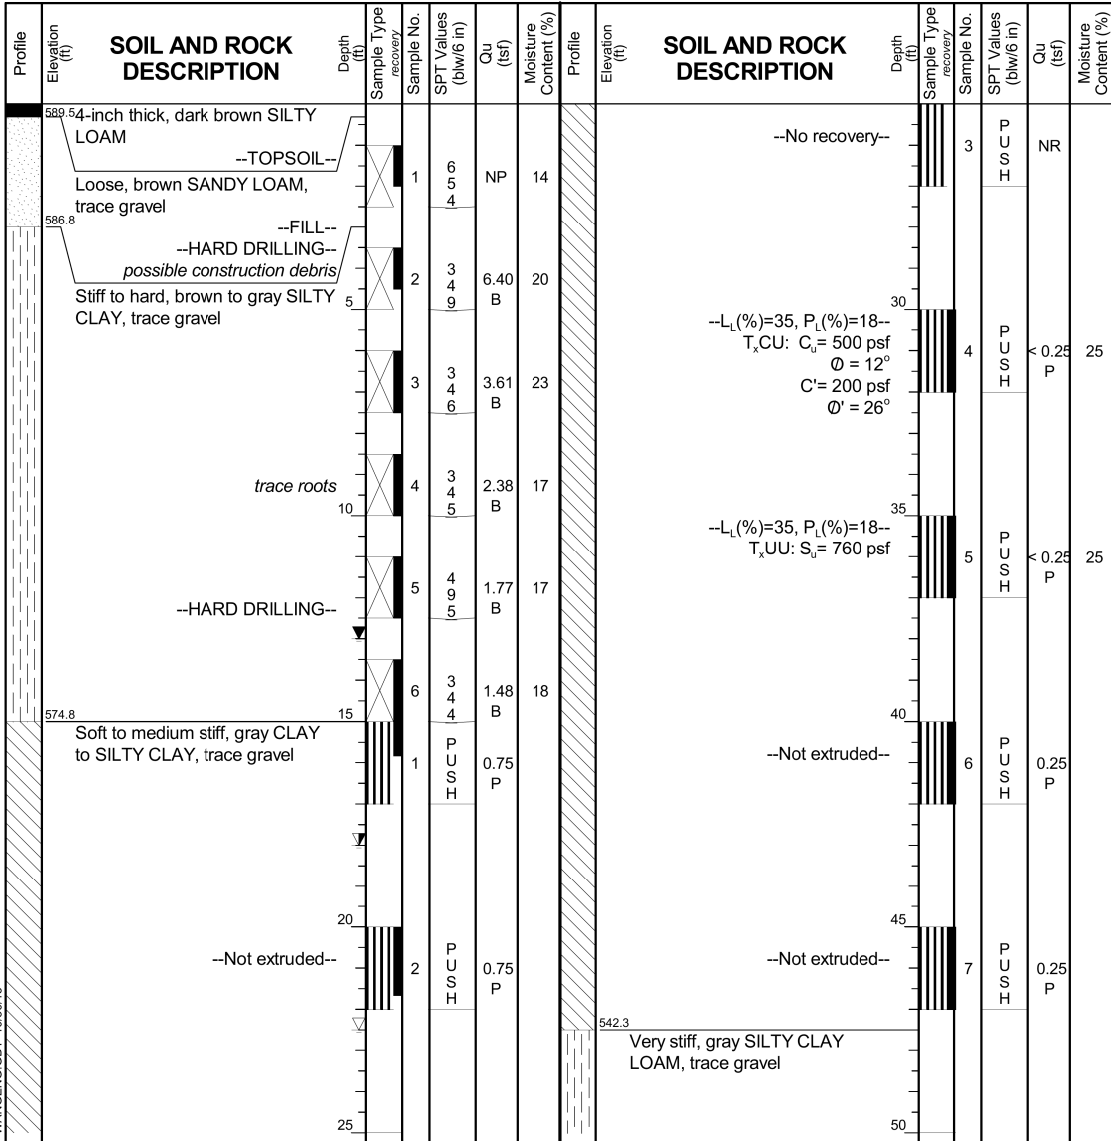 Profile
Elevation
(ft)
SOIL AND ROCK
DESCRIPTION
Depth
(ft)
Sample Type
recovery
Sample No.
SPT Values
(blw/6 in)
Qu
(tsf)
Moisture
Content (%)
Profile
Elevation
(ft)
SOIL AND ROCK
DESCRIPTION
Depth
(ft)
Sample Type
recovery
Sample No.
SPT Values
(blw/6 in)
Qu
(tsf)
Moisture
Content (%)
589.5 4-inch thick, dark brown SILTY
LOAM
--TOPSOIL--
Loose, brown SANDY LOAM,
trace gravel
1
6
5
4
NP
14
586.8
--FILL--
--HARD DRILLING--
possible construction debris
Stiff to hard, brown to gray SILTY
CLAY, trace gravel
5
2
3
4
9
6.40
B
20
3
3
4
6
3.61
B
23
trace roots
10
4
3
4
5
2.38
B
17
--HARD DRILLING--
5
4
9
5
1.77
B
17
6
3
4
4
1.48
B
18
574.8
15
Soft to medium stiff, gray CLAY
to SILTY CLAY, trace gravel
1
P
U
S
H
0.75
P
20
--Not extruded--
2
P
U
S
H
0.75
P
25
--No recovery--
3
P
U
S
H
NR
30
--LL(%)=35, PL(%)=18--
TxCU: Cu= 500 psf
Ø = 12°
C'= 200 psf
Ø' = 26°
4
P
U
S
H
< 0.25
P
25
35
--LL(%)=35, PL(%)=18--
TxUU: Su= 760 psf
5
P
U
S
H
< 0.25
P
25
40
--Not extruded--
6
P
U
S
H
0.25
P
45
--Not extruded--
7
P
U
S
H
0.25
P
542.3
Very stiff, gray SILTY CLAY
LOAM, trace gravel
50